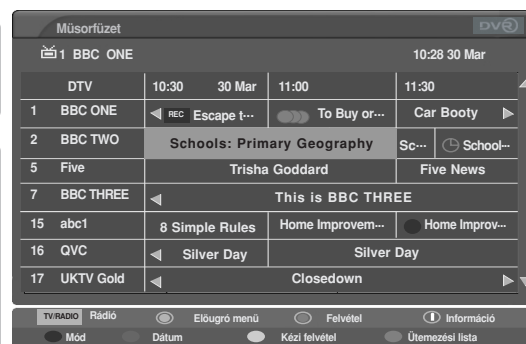 Műsorfüzet DVR
1 BBC ONE 10:28 30 Mar
DTV 10:30 30 Mar 11:00 11:30
1 BBC ONE REC Escape t··· To Buy or··· Car Booty
2 BBC TWO Schools: Primary Geography Sc··· School···
5 Five Trisha Goddard Five News
7 BBC THREE This is BBC THREE
15 abc1 8 Simple Rules Home Improvem··· Home Improv···
16 QVC Silver Day Silver Day
17 UKTV Gold Closedown
TV/RADIO Rádió Előugró menü Felvétel Információ
Mód Dátum Kézi felvétel Ütemezési lista